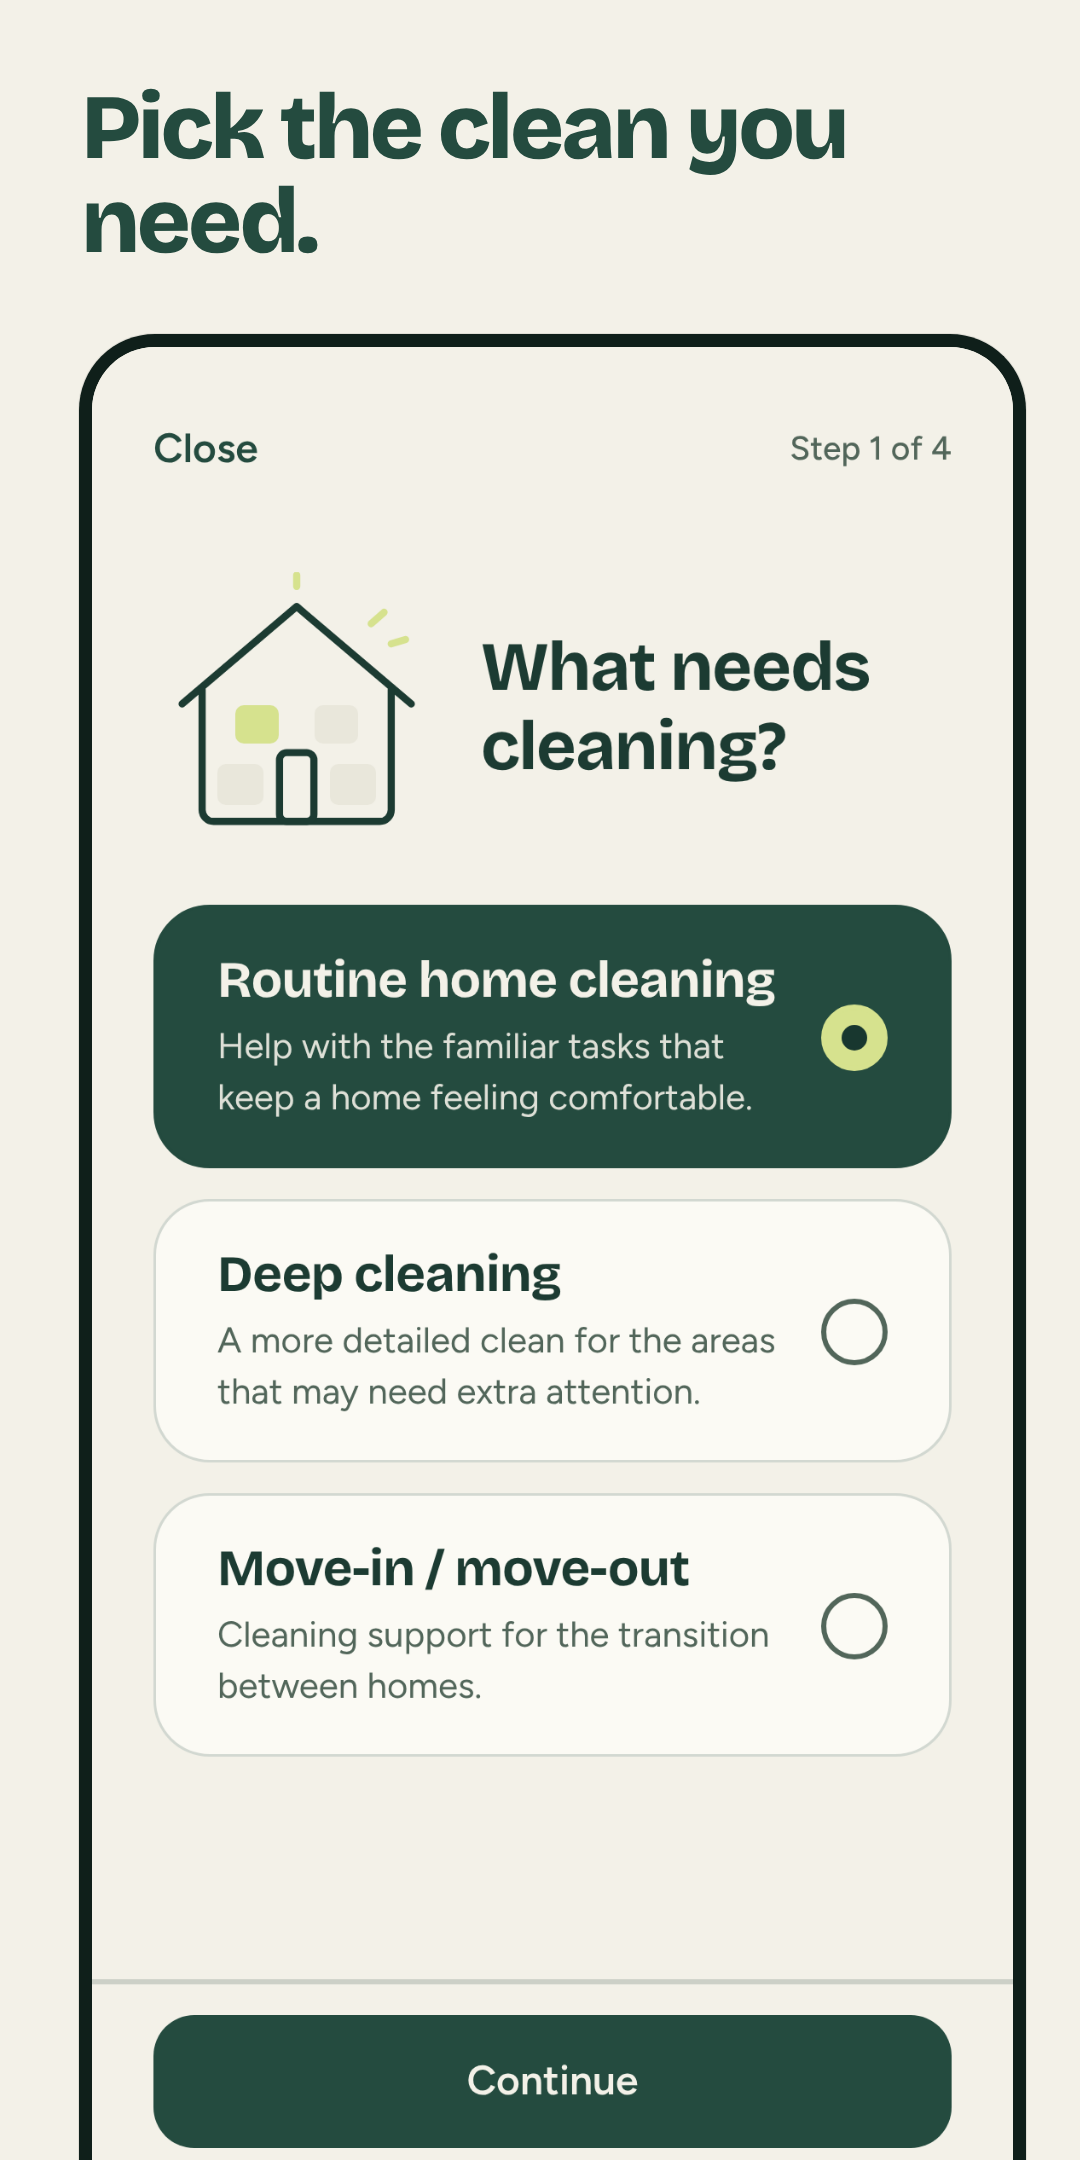 Pick the clean you
need.
Close
Step 1 of 4
What needs
cleaning?
Routine home cleaning
Help with the familiar tasks that
keep a home feeling comfortable.
Deep cleaning
A more detailed clean for the areas
that may need extra attention.
Move-in / move-out
Cleaning support for the transition
between homes.
Continue